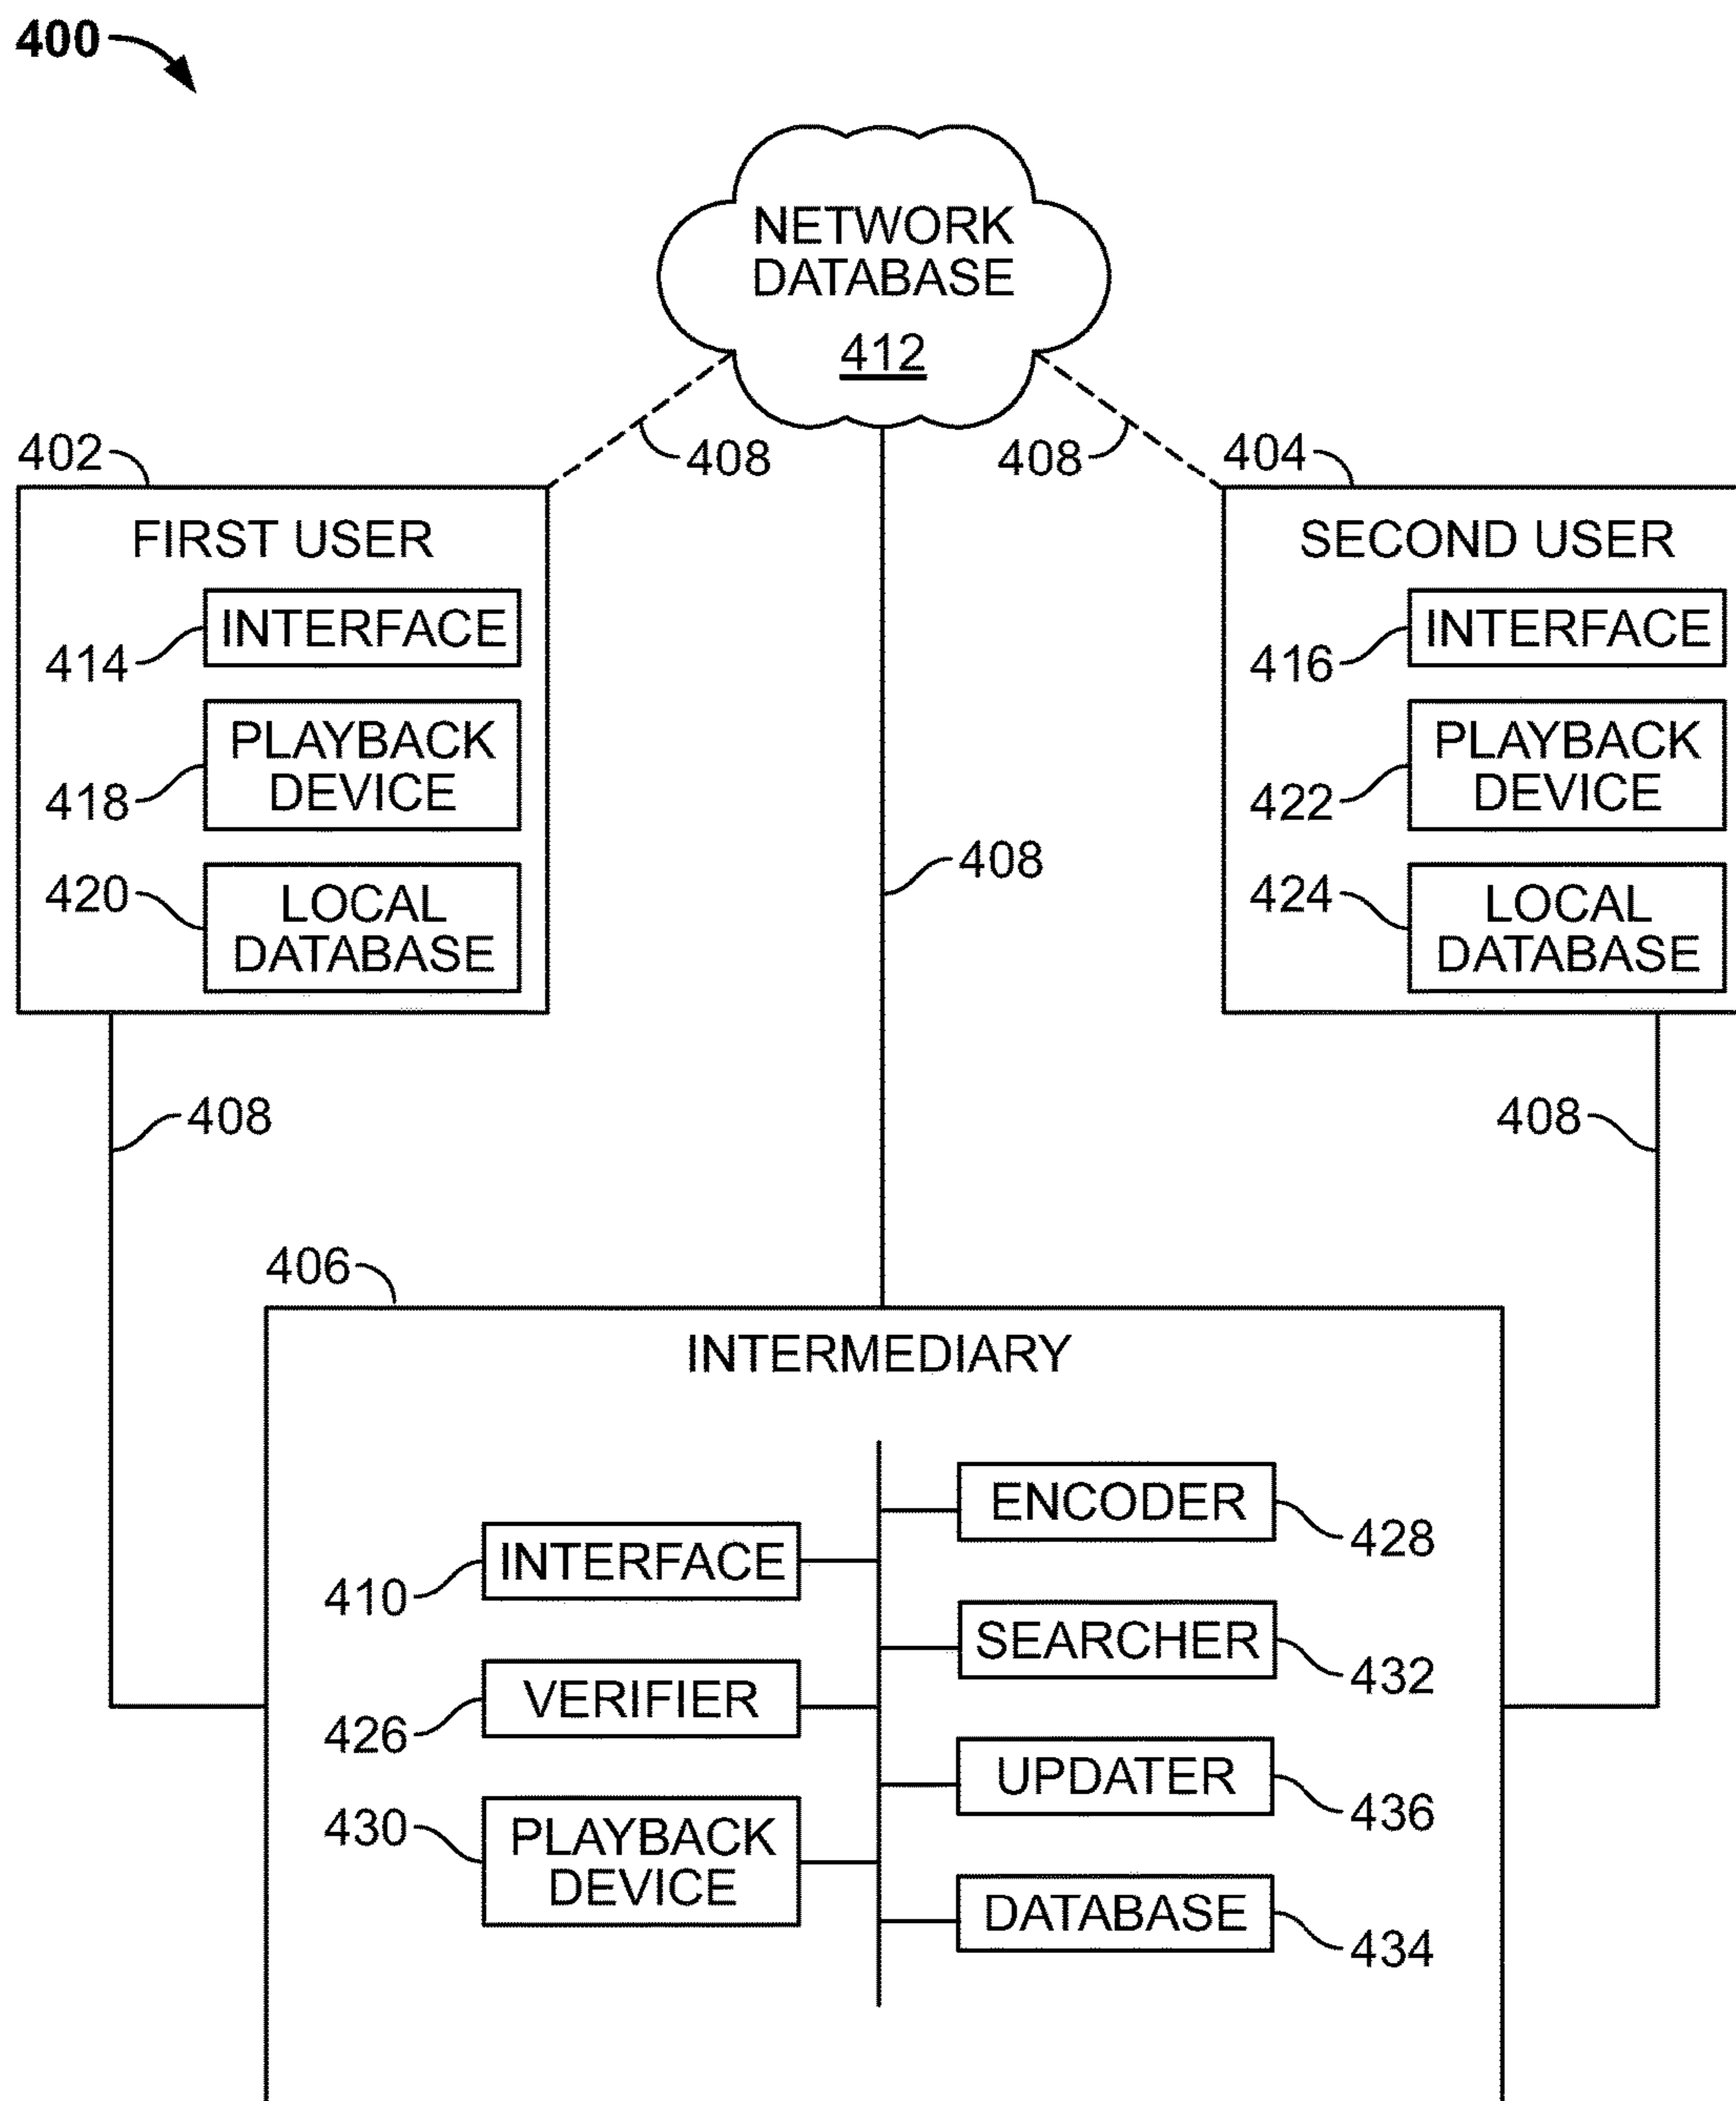 400
NETWORK
DATABASE
412
408
408
402
FIRST USER
INTERFACE
414
PLAYBACK
DEVICE
418
LOCAL
DATABASE
420
404
SECOND USER
INTERFACE
416
PLAYBACK
DEVICE
422
LOCAL
DATABASE
424
408
408
408
406
INTERMEDIARY
INTERFACE
410
VERIFIER
426
PLAYBACK
DEVICE
430
ENCODER
428
SEARCHER
432
UPDATER
436
DATABASE
434